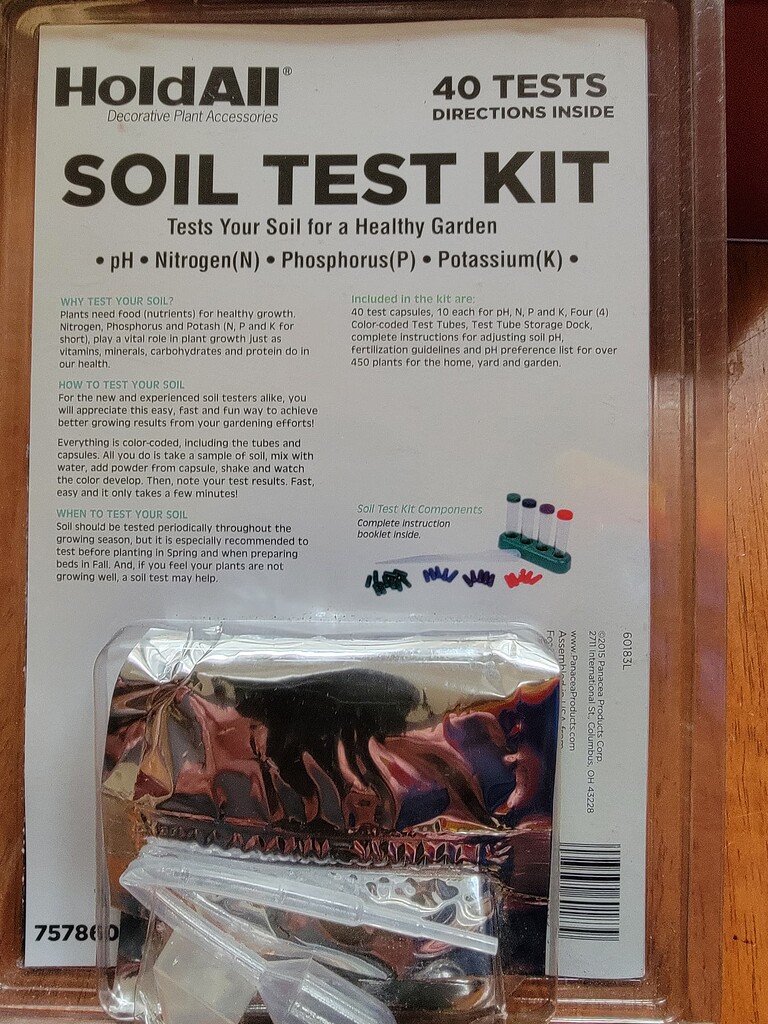 HoldAll®
Decorative Plant Accessories
40 TESTS
DIRECTIONS INSIDE
SOIL TEST KIT
Tests Your Soil for a Healthy Garden
• pH • Nitrogen(N) • Phosphorus(P) • Potassium(K) •
WHY TEST YOUR SOIL?
Plants need food (nutrients) for healthy growth.
Nitrogen, Phosphorus and Potash (N, P and K for
short), play a vital role in plant growth just as
vitamins, minerals, carbohydrates and protein do in
our health.
HOW TO TEST YOUR SOIL
For the new and experienced soil testers alike, you
will appreciate this easy, fast and fun way to achieve
better growing results from your gardening efforts!
Everything is color-coded, including the tubes and
capsules. All you do is take a sample of soil, mix with
water, add powder from capsule, shake and watch
the color develop. Then, note your test results. Fast,
easy and it only takes a few minutes!
WHEN TO TEST YOUR SOIL
Soil should be tested periodically throughout the
growing season, but it is especially recommended to
test before planting in Spring and when preparing
beds in Fall. And, if you feel your plants are not
growing well, a soil test may help.
Included in the kit are:
40 test capsules, 10 each for pH, N, P and K, Four (4)
Color-coded Test Tubes, Test Tube Storage Dock,
complete instructions for adjusting soil pH,
fertilization guidelines and pH preference list for over
450 plants for the home, yard and garden.
Soil Test Kit Components
Complete instruction
booklet inside.
60183L
©2015 Panacea Products Corp.
2711 International St., Columbus, OH 43228
www.PanaceaProducts.com
Assembled in USA from
757860